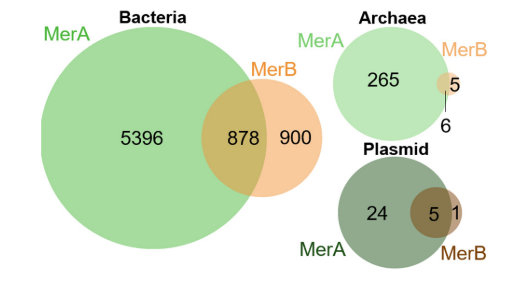 Bacteria
MerA
MerB
5396
878
900
Archaea
MerA
MerB
265
5
6
Plasmid
24
5
1
MerA
MerB